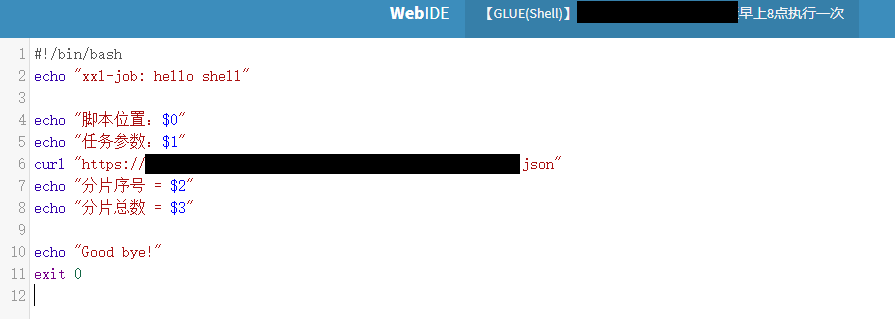 WebIDE 【GLUE(Shell)】 早上8点执行一次
1 #!/bin/bash
2 echo "xxl-job: hello shell"
3
4 echo "脚本位置：$0"
5 echo "任务参数：$1"
6 curl "https:// json"
7 echo "分片序号 = $2"
8 echo "分片总数 = $3"
9
10 echo "Good bye!"
11 exit 0
12